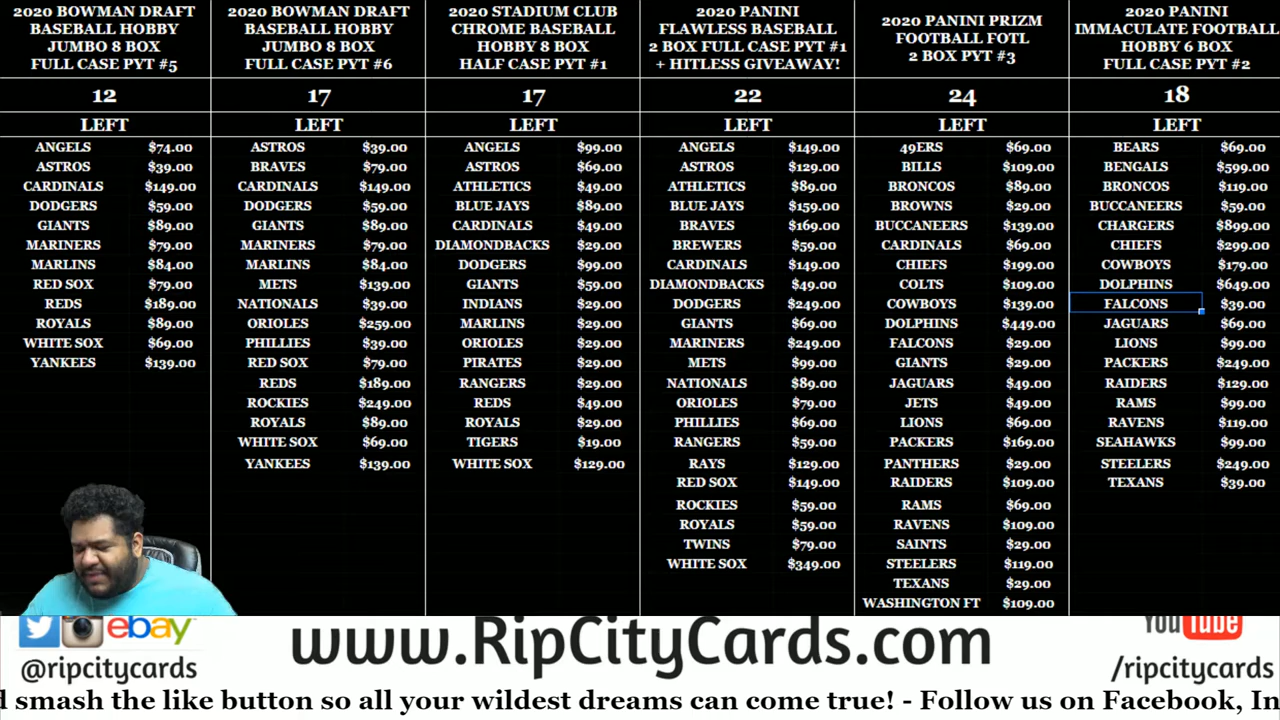 2020 BOWMAN DRAFT
BASEBALL HOBBY
JUMBO 8 BOX
FULL CASE PYT #5
12
LEFT
ANGELS $74.00
ASTROS $39.00
CARDINALS $149.00
DODGERS $59.00
GIANTS $89.00
MARINERS $79.00
MARLINS $84.00
RED SOX $79.00
REDS $189.00
ROYALS $89.00
WHITE SOX $69.00
YANKEES $139.00
2020 BOWMAN DRAFT
BASEBALL HOBBY
JUMBO 8 BOX
FULL CASE PYT #6
17
LEFT
ASTROS $39.00
BRAVES $79.00
CARDINALS $149.00
DODGERS $59.00
GIANTS $89.00
MARINERS $79.00
MARLINS $84.00
METS $139.00
NATIONALS $39.00
ORIOLES $259.00
PHILLIES $39.00
RED SOX $79.00
REDS $189.00
ROCKIES $249.00
ROYALS $89.00
WHITE SOX $69.00
YANKEES $139.00
2020 STADIUM CLUB
CHROME BASEBALL
HOBBY 8 BOX
HALF CASE PYT #1
17
LEFT
ANGELS $99.00
ASTROS $69.00
ATHLETICS $49.00
BLUE JAYS $89.00
CARDINALS $49.00
DIAMONDBACKS $29.00
DODGERS $99.00
GIANTS $59.00
INDIANS $29.00
MARLINS $29.00
ORIOLES $29.00
PIRATES $29.00
RANGERS $29.00
REDS $49.00
ROYALS $29.00
TIGERS $19.00
WHITE SOX $129.00
2020 PANINI
FLAWLESS BASEBALL
2 BOX FULL CASE PYT #1
+ HITLESS GIVEAWAY!
22
LEFT
ANGELS $149.00
ASTROS $129.00
ATHLETICS $89.00
BLUE JAYS $159.00
BRAVES $169.00
BREWERS $59.00
CARDINALS $149.00
DIAMONDBACKS $49.00
DODGERS $249.00
GIANTS $69.00
MARINERS $249.00
METS $99.00
NATIONALS $89.00
ORIOLES $79.00
PHILLIES $69.00
RANGERS $59.00
RAYS $129.00
RED SOX $149.00
ROCKIES $59.00
ROYALS $59.00
TWINS $79.00
WHITE SOX $349.00
2020 PANINI PRIZM
FOOTBALL FOTL
2 BOX PYT #3
24
LEFT
49ERS $69.00
BILLS $109.00
BRONCOS $89.00
BROWNS $29.00
BUCCANEERS $139.00
CARDINALS $69.00
CHIEFS $199.00
COLTS $109.00
COWBOYS $139.00
DOLPHINS $449.00
FALCONS $29.00
GIANTS $29.00
JAGUARS $49.00
JETS $49.00
LIONS $69.00
PACKERS $169.00
PANTHERS $29.00
RAIDERS $109.00
RAMS $69.00
RAVENS $109.00
SAINTS $29.00
STEELERS $119.00
TEXANS $29.00
WASHINGTON FT $109.00
2020 PANINI
IMMACULATE FOOTBALL
HOBBY 6 BOX
FULL CASE PYT #2
18
LEFT
BEARS $69.00
BENGALS $599.00
BRONCOS $119.00
BUCCANEERS $59.00
CHARGERS $899.00
CHIEFS $299.00
COWBOYS $179.00
DOLPHINS $649.00
FALCONS $39.00
JAGUARS $69.00
LIONS $99.00
PACKERS $249.00
RAIDERS $129.00
RAMS $99.00
RAVENS $119.00
SEAHAWKS $99.00
STEELERS $249.00
TEXANS $39.00
ebay
@ripcitycards
www.RipCityCards.com
YOU Tube
/ripcitycards
d smash the like button so all your wildest dreams can come true! - Follow us on Facebook, In